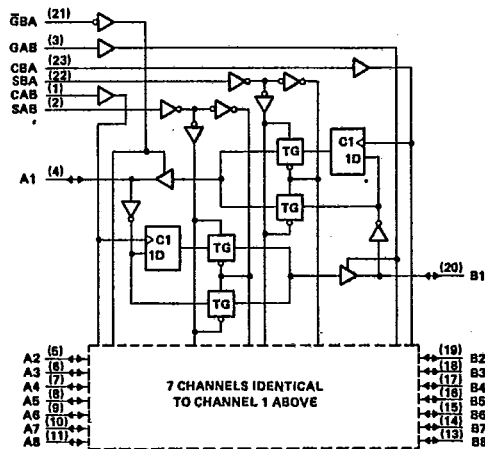 G̅BA (21)
GAB (3)
CBA (23)
SBA (22)
CAB (1)
SAB (2)
TG
C1
1D
A1 (4)
TG
C1
1D
TG
(20) B1
TG
A2 (5)
A3 (6)
A4 (7)
A5 (8)
A6 (9)
A7 (10)
A8 (11)
7 CHANNELS IDENTICAL
TO CHANNEL 1 ABOVE
(19) B2
(18) B3
(17) B4
(16) B5
(15) B6
(14) B7
(13) B8